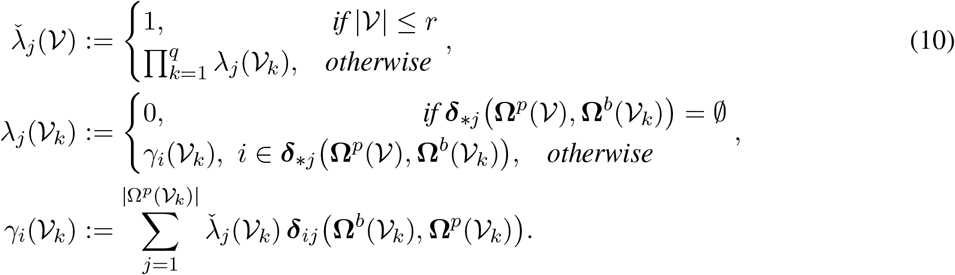 λ̌_j(𝒱) := { 1, if |𝒱| ≤ r
∏_{k=1}^{q} λ_j(𝒱_k), otherwise , (10)
λ_j(𝒱_k) := { 0, if δ_{*j}(Ω^p(𝒱), Ω^b(𝒱_k)) = ∅
γ_i(𝒱_k), i ∈ δ_{*j}(Ω^p(𝒱), Ω^b(𝒱_k)), otherwise ,
γ_i(𝒱_k) := ∑_{j=1}^{|Ω^p(𝒱_k)|} λ̌_j(𝒱_k) δ_{ij}(Ω^b(𝒱_k), Ω^p(𝒱_k)).